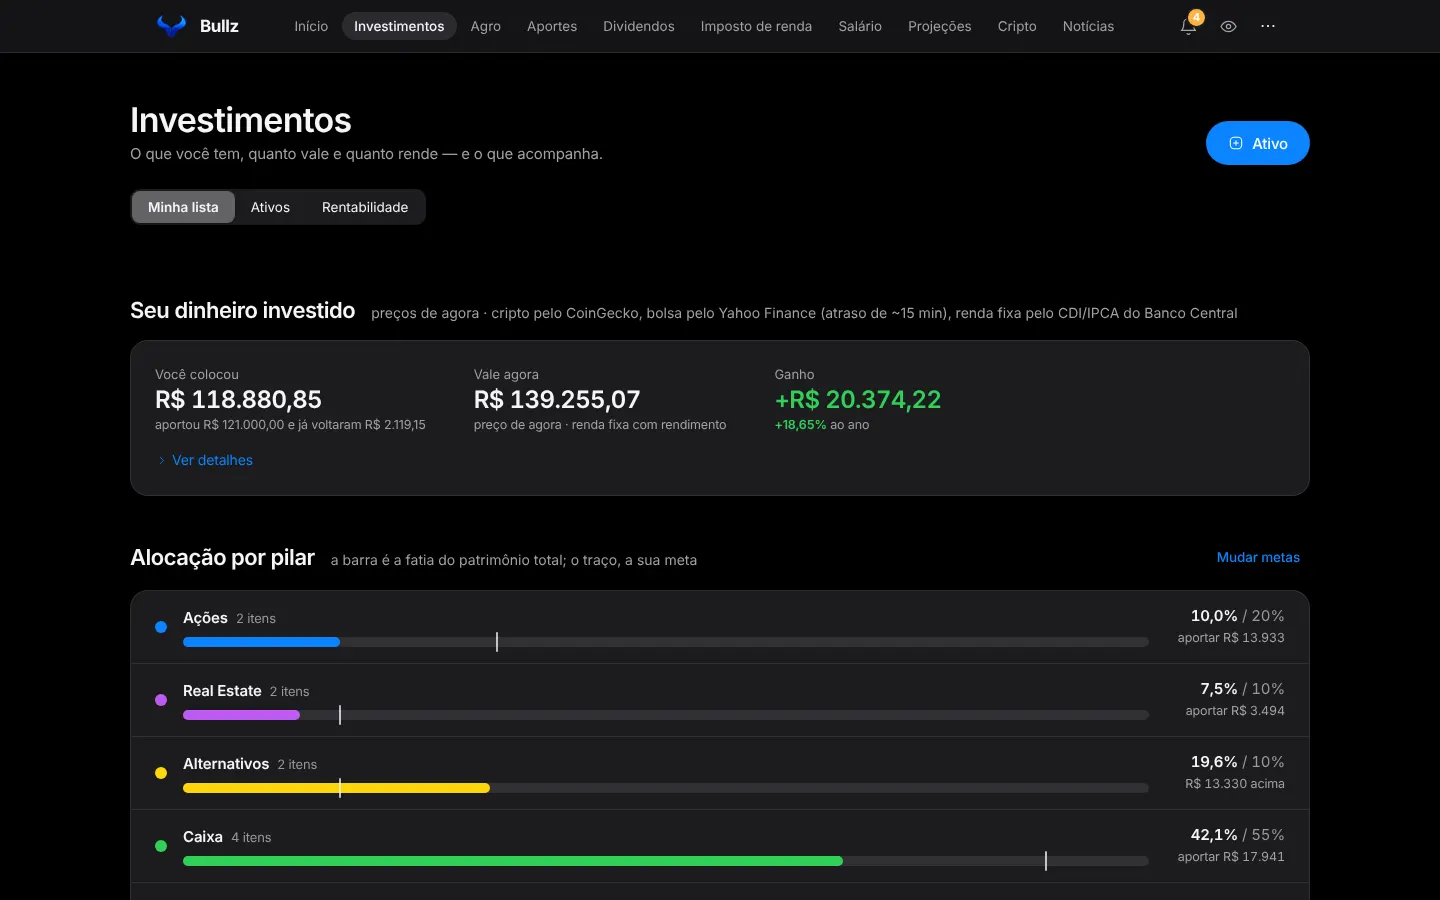 Bullz
Início
Investimentos
Agro
Aportes
Dividendos
Imposto de renda
Salário
Projeções
Cripto
Notícias
4
Investimentos
O que você tem, quanto vale e quanto rende — e o que acompanha.
Ativo
Minha lista
Ativos
Rentabilidade
Seu dinheiro investido preços de agora · cripto pelo CoinGecko, bolsa pelo Yahoo Finance (atraso de ~15 min), renda fixa pelo CDI/IPCA do Banco Central
Você colocou
R$ 118.880,85
aportou R$ 121.000,00 e já voltaram R$ 2.119,15
Vale agora
R$ 139.255,07
preço de agora · renda fixa com rendimento
Ganho
+R$ 20.374,22
+18,65% ao ano
Ver detalhes
Alocação por pilar a barra é a fatia do patrimônio total; o traço, a sua meta
Mudar metas
Ações 2 itens
10,0% / 20%
aportar R$ 13.933
Real Estate 2 itens
7,5% / 10%
aportar R$ 3.494
Alternativos 2 itens
19,6% / 10%
R$ 13.330 acima
Caixa 4 itens
42,1% / 55%
aportar R$ 17.941